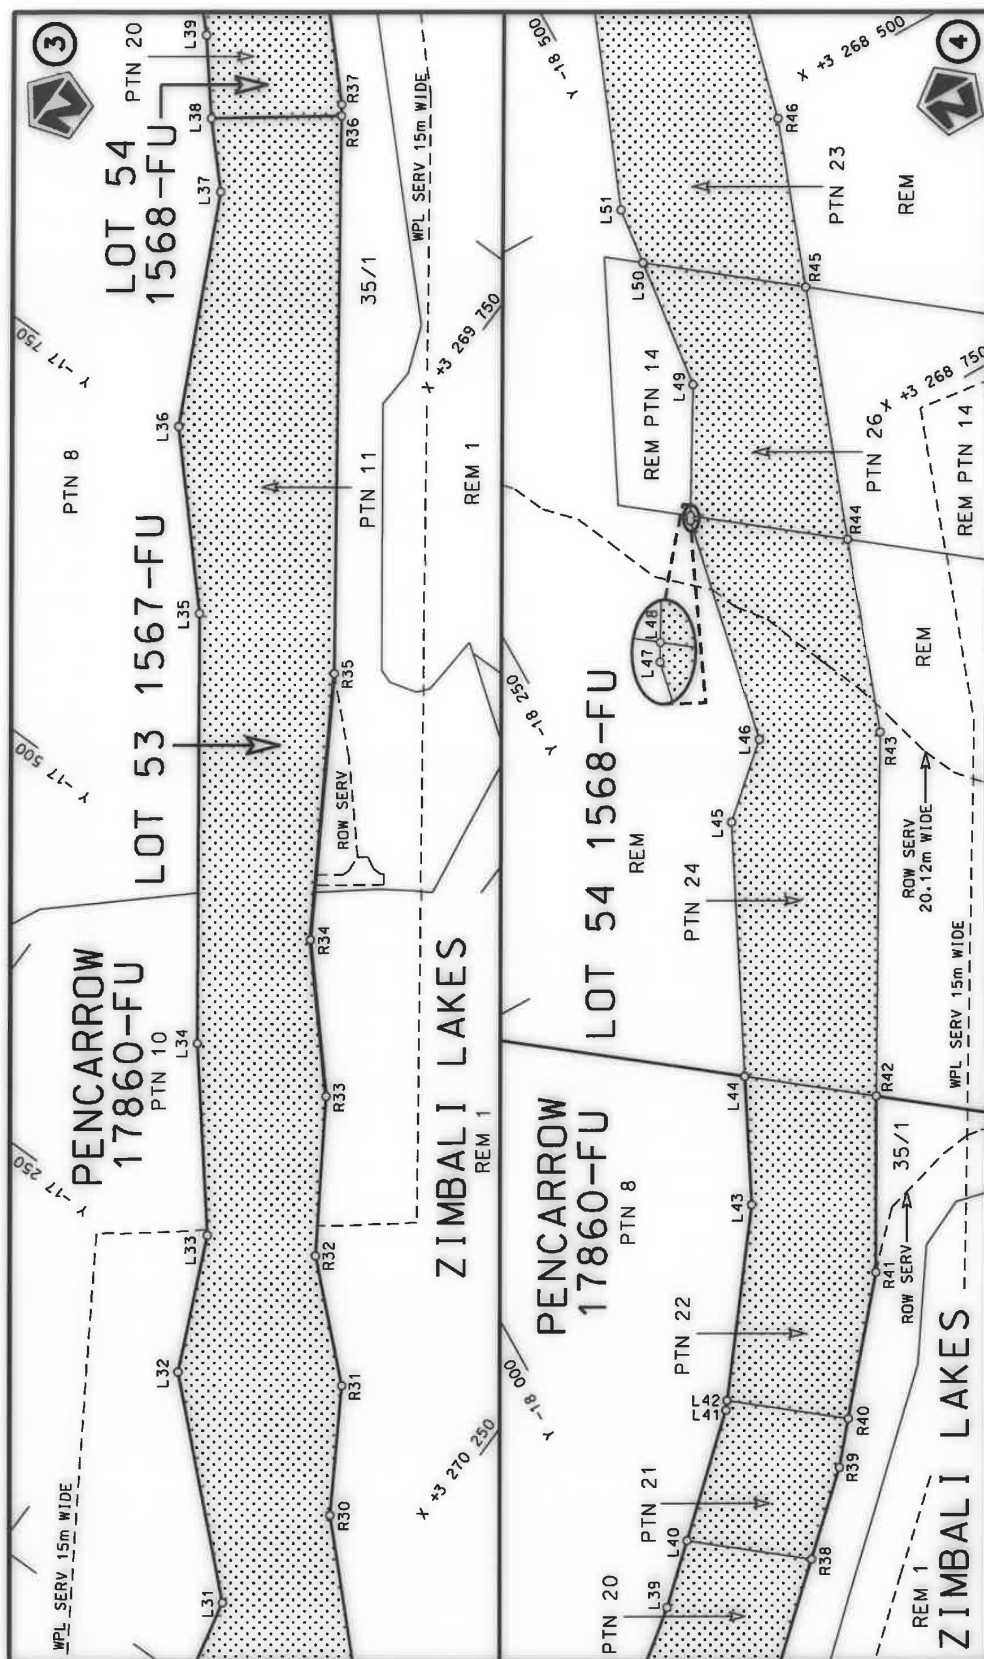 3
L39
PTN 20
L38
LOT 54
1568-FU
L37
R37
R36
WPL SERV 15m WIDE
35/1
X +3 269 750
Y -17 750
L36
PTN 8
PTN 11
REM 1
LOT 53 1567-FU
L35
R35
Y -17 500
ROW SERV
R34
PENCARROW
17860-FU
PTN 10
L34
R33
ZIMBALI LAKES
REM 1
Y -17 250
L33
R32
L32
R31
X +3 270 250
R30
WPL SERV 15m WIDE
L31
4
Y -18 500
X +3 268 500
R46
PTN 23
REM
L51
L50
R45
L49
REM PTN 14
X +3 268 750
PTN 26
REM PTN 14
R44
L48
L47
Y -18 250
L46
R43
REM
LOT 54 1568-FU
REM
L45
PTN 24
ROW SERV
20.12m WIDE
WPL SERV 15m WIDE
L44
R42
35/1
PENCARROW
17860-FU
PTN 8
L43
R41
ROW SERV
PTN 22
Y -18 000
L42
L41
R40
R39
PTN 21
L40
R38
L39
PTN 20
REM 1
ZIMBALI LAKES